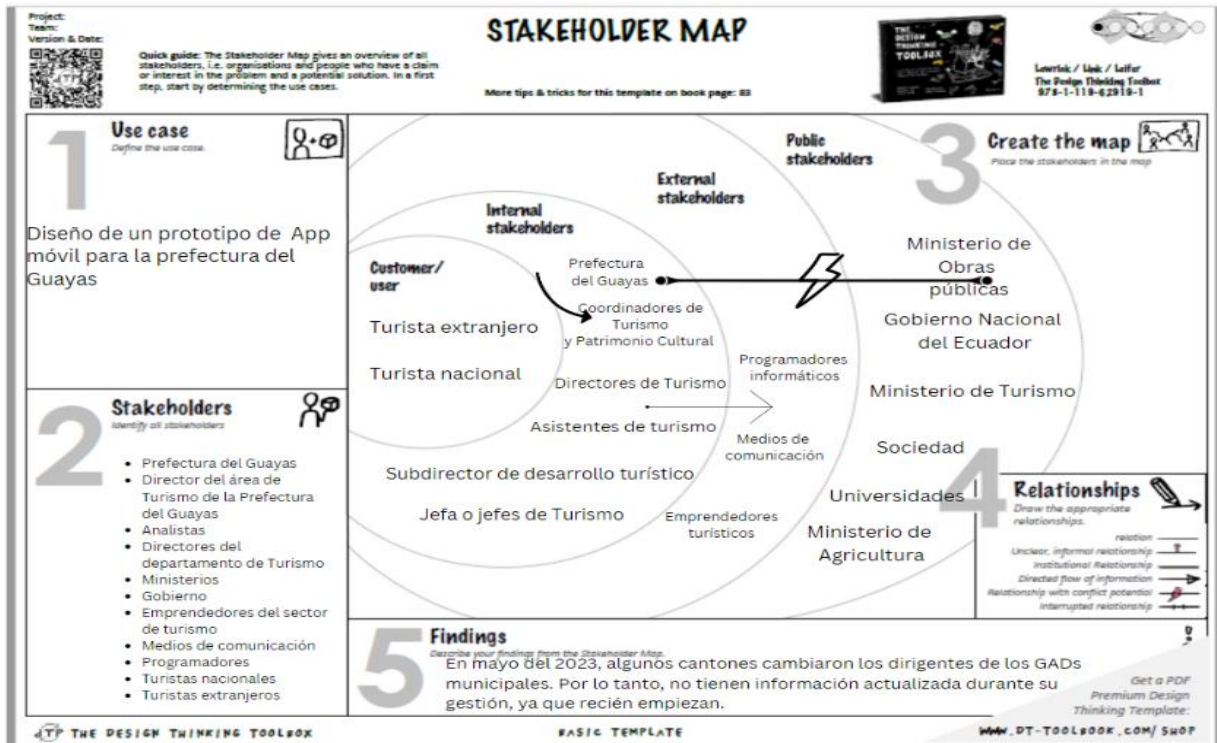 Project:
Team:
Version & Date:
STAKEHOLDER MAP
Quick guide: The Stakeholder Map gives an overview of all
stakeholders, i.e. organisations and people who have a claim
or interest in the problem and a potential solution. In a first
step, start by determining the use cases.
More tips & tricks for this template on book page: 83
THE
DESIGN
THINKING
TOOLBOX
Lewrick / Link / Leifer
The Design Thinking Toolbox
978-1-119-62919-1
1
Use case
Define the use case.
Diseño de un prototipo de App
móvil para la prefectura del
Guayas
2
Stakeholders
Identify all stakeholders
• Prefectura del Guayas
• Director del área de
Turismo de la Prefectura
del Guayas
• Analistas
• Directores del
departamento de Turismo
• Ministerios
• Gobierno
• Emprendedores del sector
de turismo
• Medios de comunicación
• Programadores
• Turistas nacionales
• Turistas extranjeros
3
Create the map
Place the stakeholders in the map
Customer/
user
Turista extranjero
Turista nacional
Internal
stakeholders
Prefectura
del Guayas
Coordinadores de
Turismo
y Patrimonio Cultural
Directores de Turismo
Asistentes de turismo
Subdirector de desarrollo turístico
Jefa o jefes de Turismo
External
stakeholders
Programadores
informáticos
Medios de
comunicación
Emprendedores
turísticos
Public
stakeholders
Ministerio de
Obras
públicas
Gobierno Nacional
del Ecuador
Ministerio de Turismo
Sociedad
Universidades
Ministerio de
Agricultura
4
Relationships
Draw the appropriate
relationships.
relation
Unclear, informal relationship
Institutional Relationship
Directed flow of information
Relationship with conflict potential
Interrupted relationship
5
Findings
Describe your findings from the Stakeholder Map.
En mayo del 2023, algunos cantones cambiaron los dirigentes de los GADs
municipales. Por lo tanto, no tienen información actualizada durante su
gestión, ya que recién empiezan.
Get a PDF
Premium Design
Thinking Template:
DTP THE DESIGN THINKING TOOLBOX
BASIC TEMPLATE
WWW.DT-TOOLBOOK.COM/SHOP